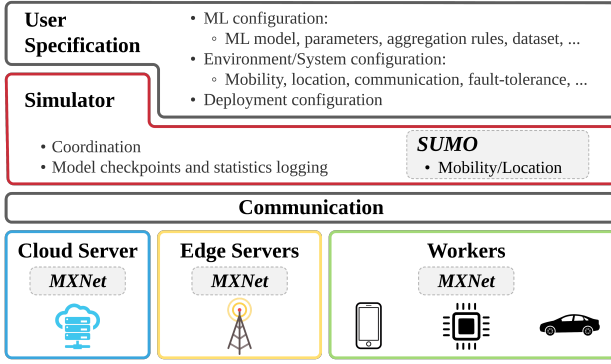 User
Specification
• ML configuration:
◦ ML model, parameters, aggregation rules, dataset, ...
• Environment/System configuration:
◦ Mobility, location, communication, fault-tolerance, ...
• Deployment configuration
Simulator
• Coordination
• Model checkpoints and statistics logging
SUMO
• Mobility/Location
Communication
Cloud Server
MXNet
Edge Servers
MXNet
Workers
MXNet